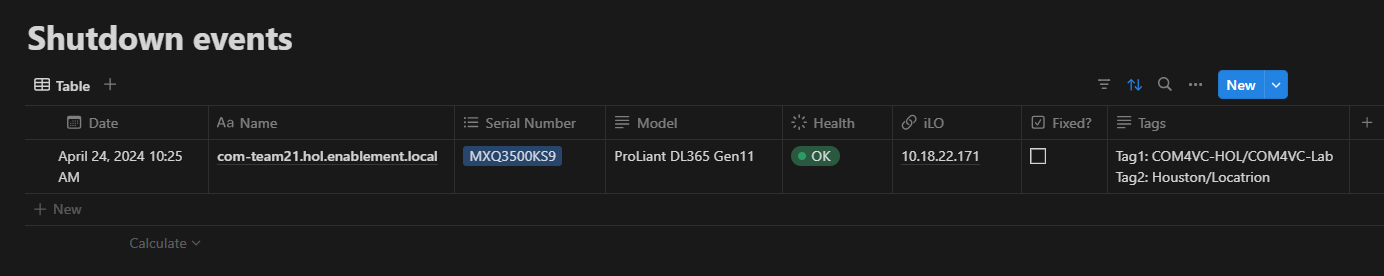 Shutdown events
Table
New
Date Aa Name Serial Number Model Health iLO Fixed? Tags
April 24, 2024 10:25 com-team21.hol.enablement.local MXQ3500KS9 ProLiant DL365 Gen11 OK 10.18.22.171 Tag1: COM4VC-HOL/COM4VC-Lab
AM Tag2: Houston/Locatrion
New
Calculate